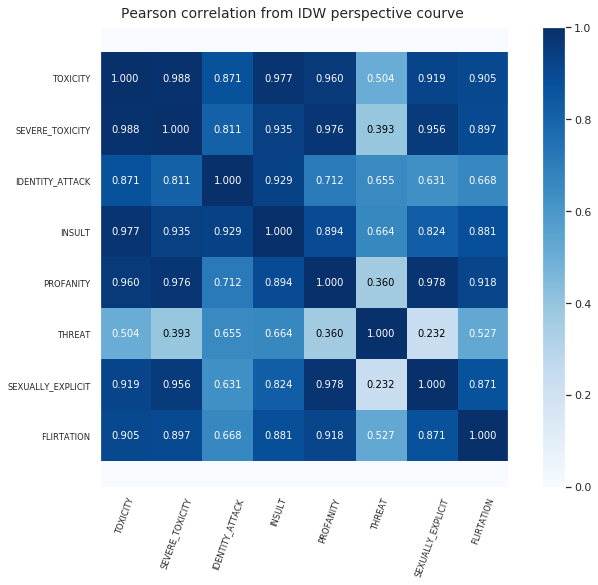 Pearson correlation from IDW perspective courve
1.0
TOXICITY 1.000 0.988 0.871 0.977 0.960 0.504 0.919 0.905
SEVERE_TOXICITY 0.988 1.000 0.811 0.935 0.976 0.393 0.956 0.897
0.8
IDENTITY_ATTACK 0.871 0.811 1.000 0.929 0.712 0.655 0.631 0.668
0.6
INSULT 0.977 0.935 0.929 1.000 0.894 0.664 0.824 0.881
PROFANITY 0.960 0.976 0.712 0.894 1.000 0.360 0.978 0.918
0.4
THREAT 0.504 0.393 0.655 0.664 0.360 1.000 0.232 0.527
SEXUALLY_EXPLICIT 0.919 0.956 0.631 0.824 0.978 0.232 1.000 0.871
0.2
FLIRTATION 0.905 0.897 0.668 0.881 0.918 0.527 0.871 1.000
0.0
TOXICITY
SEVERE_TOXICITY
IDENTITY_ATTACK
INSULT
PROFANITY
THREAT
SEXUALLY_EXPLICIT
FLIRTATION